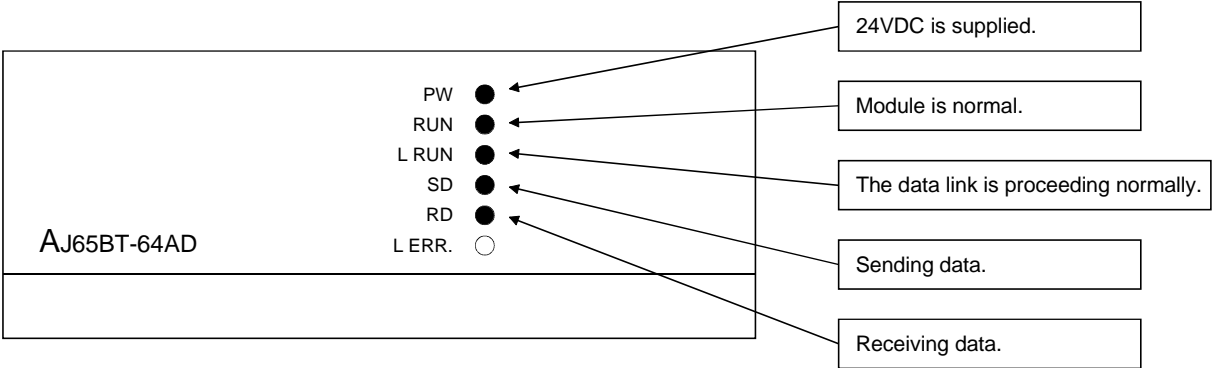 24VDC is supplied.
PW
Module is normal.
RUN
L RUN
The data link is proceeding normally.
SD
RD
AJ65BT-64AD
L ERR.
Sending data.
Receiving data.